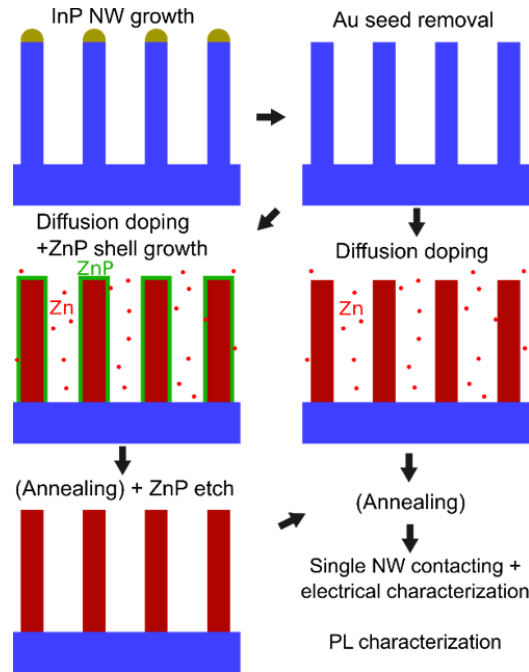 InP NW growth
Au seed removal
Diffusion doping
+ZnP shell growth
ZnP
Zn
Diffusion doping
Zn
(Annealing) + ZnP etch
(Annealing)
Single NW contacting +
electrical characterization
PL characterization